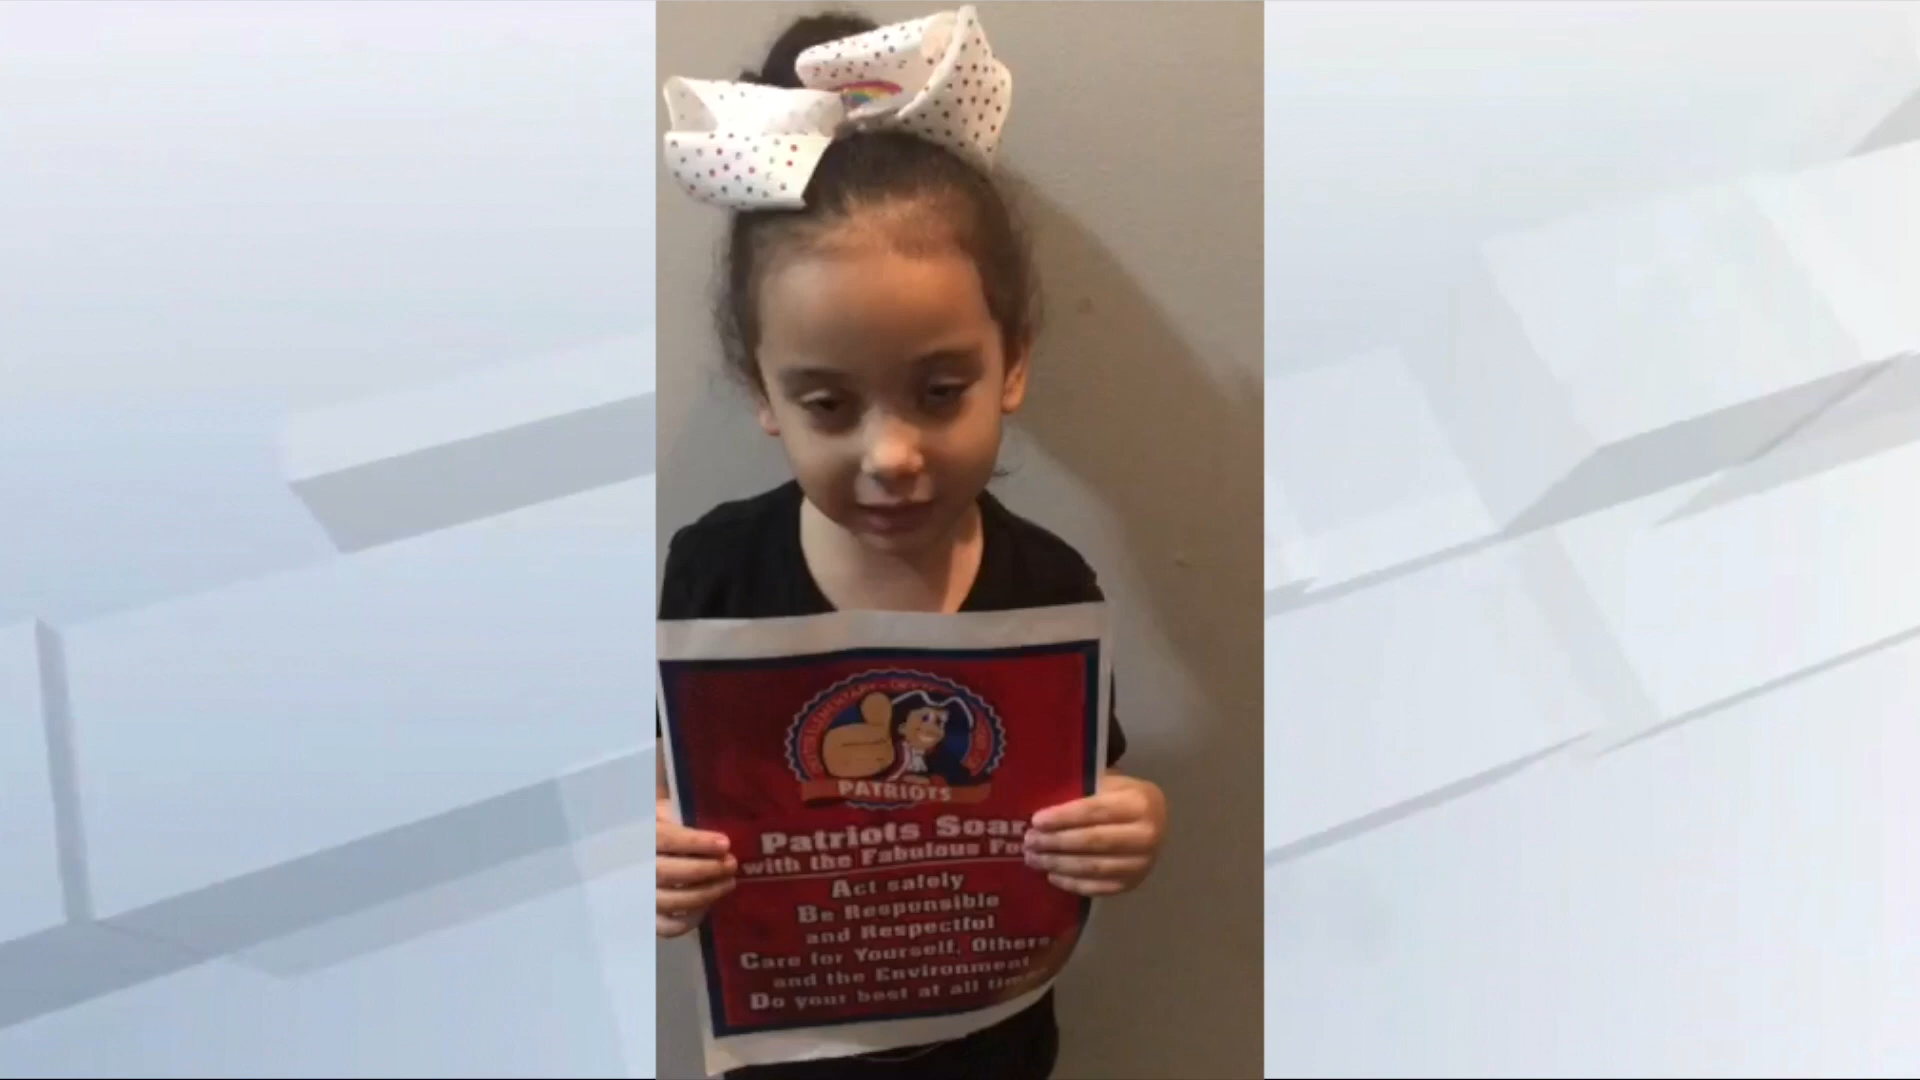 ELEMENTARY
PATRIOTS
Patriots Soar
with the Fabulous
Act safely
Be Responsible
and Respectful
Care for Yourself, Others
and the Environment
Do your best at all